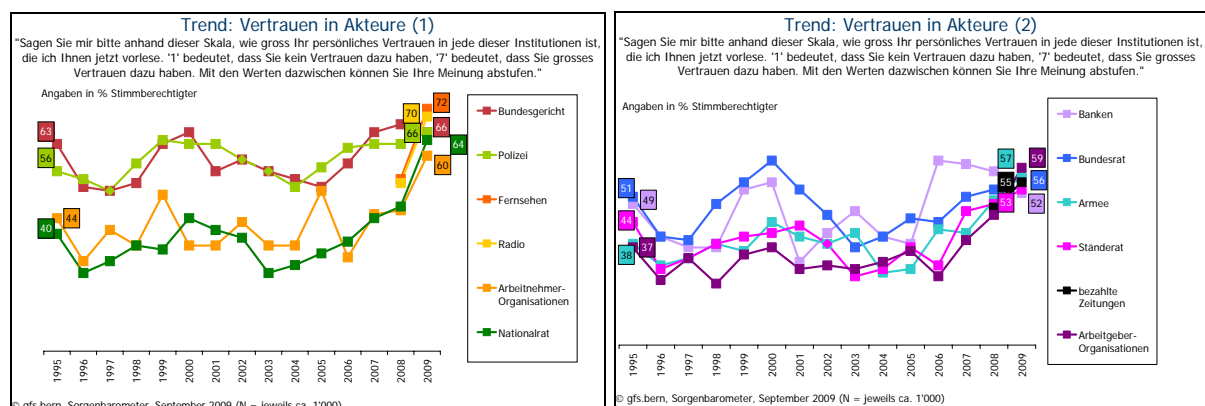 Trend: Vertrauen in Akteure (1)
"Sagen Sie mir bitte anhand dieser Skala, wie gross Ihr persönliches Vertrauen in jede dieser Institutionen ist,
die ich Ihnen jetzt vorlese. '1' bedeutet, dass Sie kein Vertrauen dazu haben, '7' bedeutet, dass Sie grosses
Vertrauen dazu haben. Mit den Werten dazwischen können Sie Ihre Meinung abstufen."
Angaben in % Stimmberechtigter
63
56
40
44
70
66
72
66
64
60
1995
1996
1997
1998
1999
2000
2001
2002
2003
2004
2005
2006
2007
2008
2009
Bundesgericht
Polizei
Fernsehen
Radio
Arbeitnehmer-
Organisationen
Nationalrat
© gfs.bern, Sorgenbarometer, September 2009 (N = jeweils ca. 1'000)
Trend: Vertrauen in Akteure (2)
"Sagen Sie mir bitte anhand dieser Skala, wie gross Ihr persönliches Vertrauen in jede dieser Institutionen ist,
die ich Ihnen jetzt vorlese. '1' bedeutet, dass Sie kein Vertrauen dazu haben, '7' bedeutet, dass Sie grosses
Vertrauen dazu haben. Mit den Werten dazwischen können Sie Ihre Meinung abstufen."
Angaben in % Stimmberechtigter
51
49
44
37
38
57
55
53
59
56
52
1995
1996
1997
1998
1999
2000
2001
2002
2003
2004
2005
2006
2007
2008
2009
Banken
Bundesrat
Armee
Ständerat
bezahlte
Zeitungen
Arbeitgeber-
Organisationen
© gfs.bern, Sorgenbarometer, September 2009 (N = jeweils ca. 1'000)